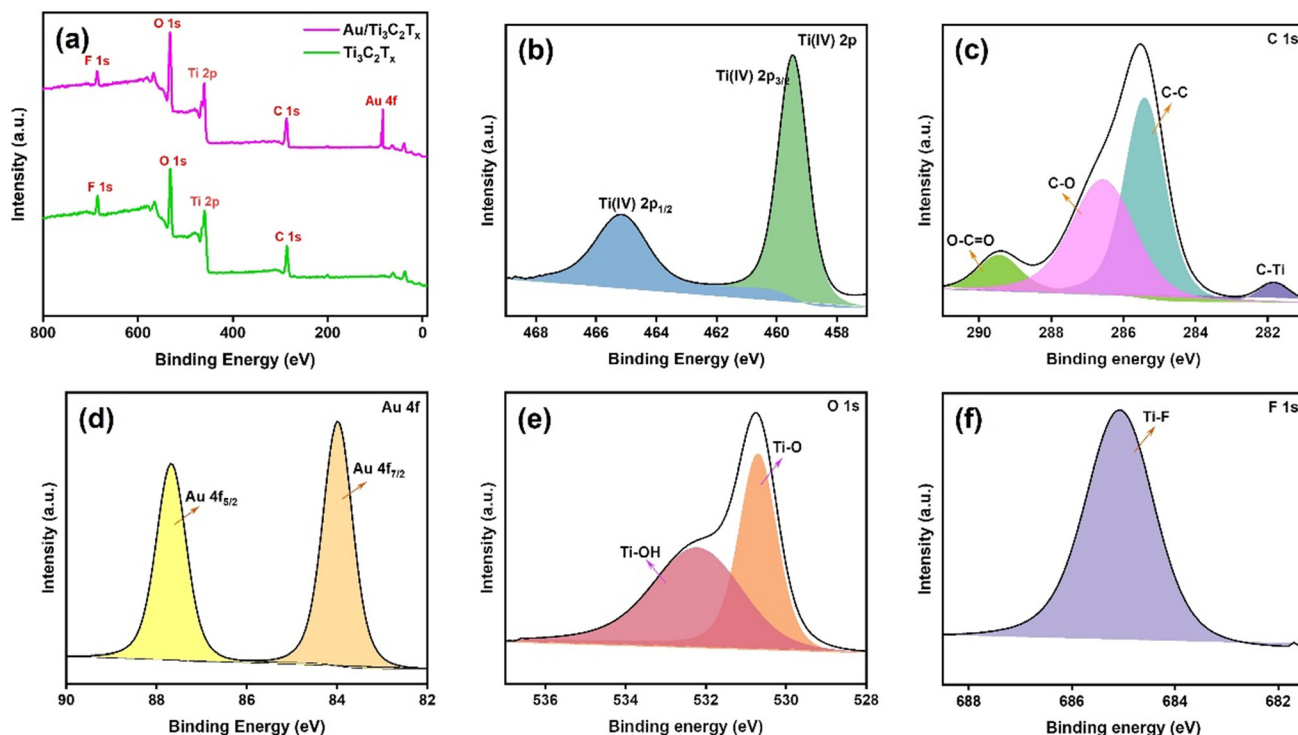 (a)
Au/Ti₃C₂Tₓ
Ti₃C₂Tₓ
F 1s
O 1s
Ti 2p
C 1s
Au 4f
F 1s
O 1s
Ti 2p
C 1s
Intensity (a.u.)
800 600 400 200 0
Binding Energy (eV)
(b)
Ti(IV) 2p
Ti(IV) 2p₃/₂
Ti(IV) 2p₁/₂
Intensity (a.u.)
468 466 464 462 460 458
Binding Energy (eV)
(c)
C 1s
C-C
C-O
O-C=O
C-Ti
Intensity (a.u.)
290 288 286 284 282
Binding energy (eV)
(d)
Au 4f
Au 4f₇/₂
Au 4f₅/₂
Intensity (a.u.)
90 88 86 84 82
Binding Energy (eV)
(e)
O 1s
Ti-O
Ti-OH
Intensity (a.u.)
536 534 532 530 528
Binding energy (eV)
(f)
F 1s
Ti-F
Intensity (a.u.)
688 686 684 682
Binding energy (eV)